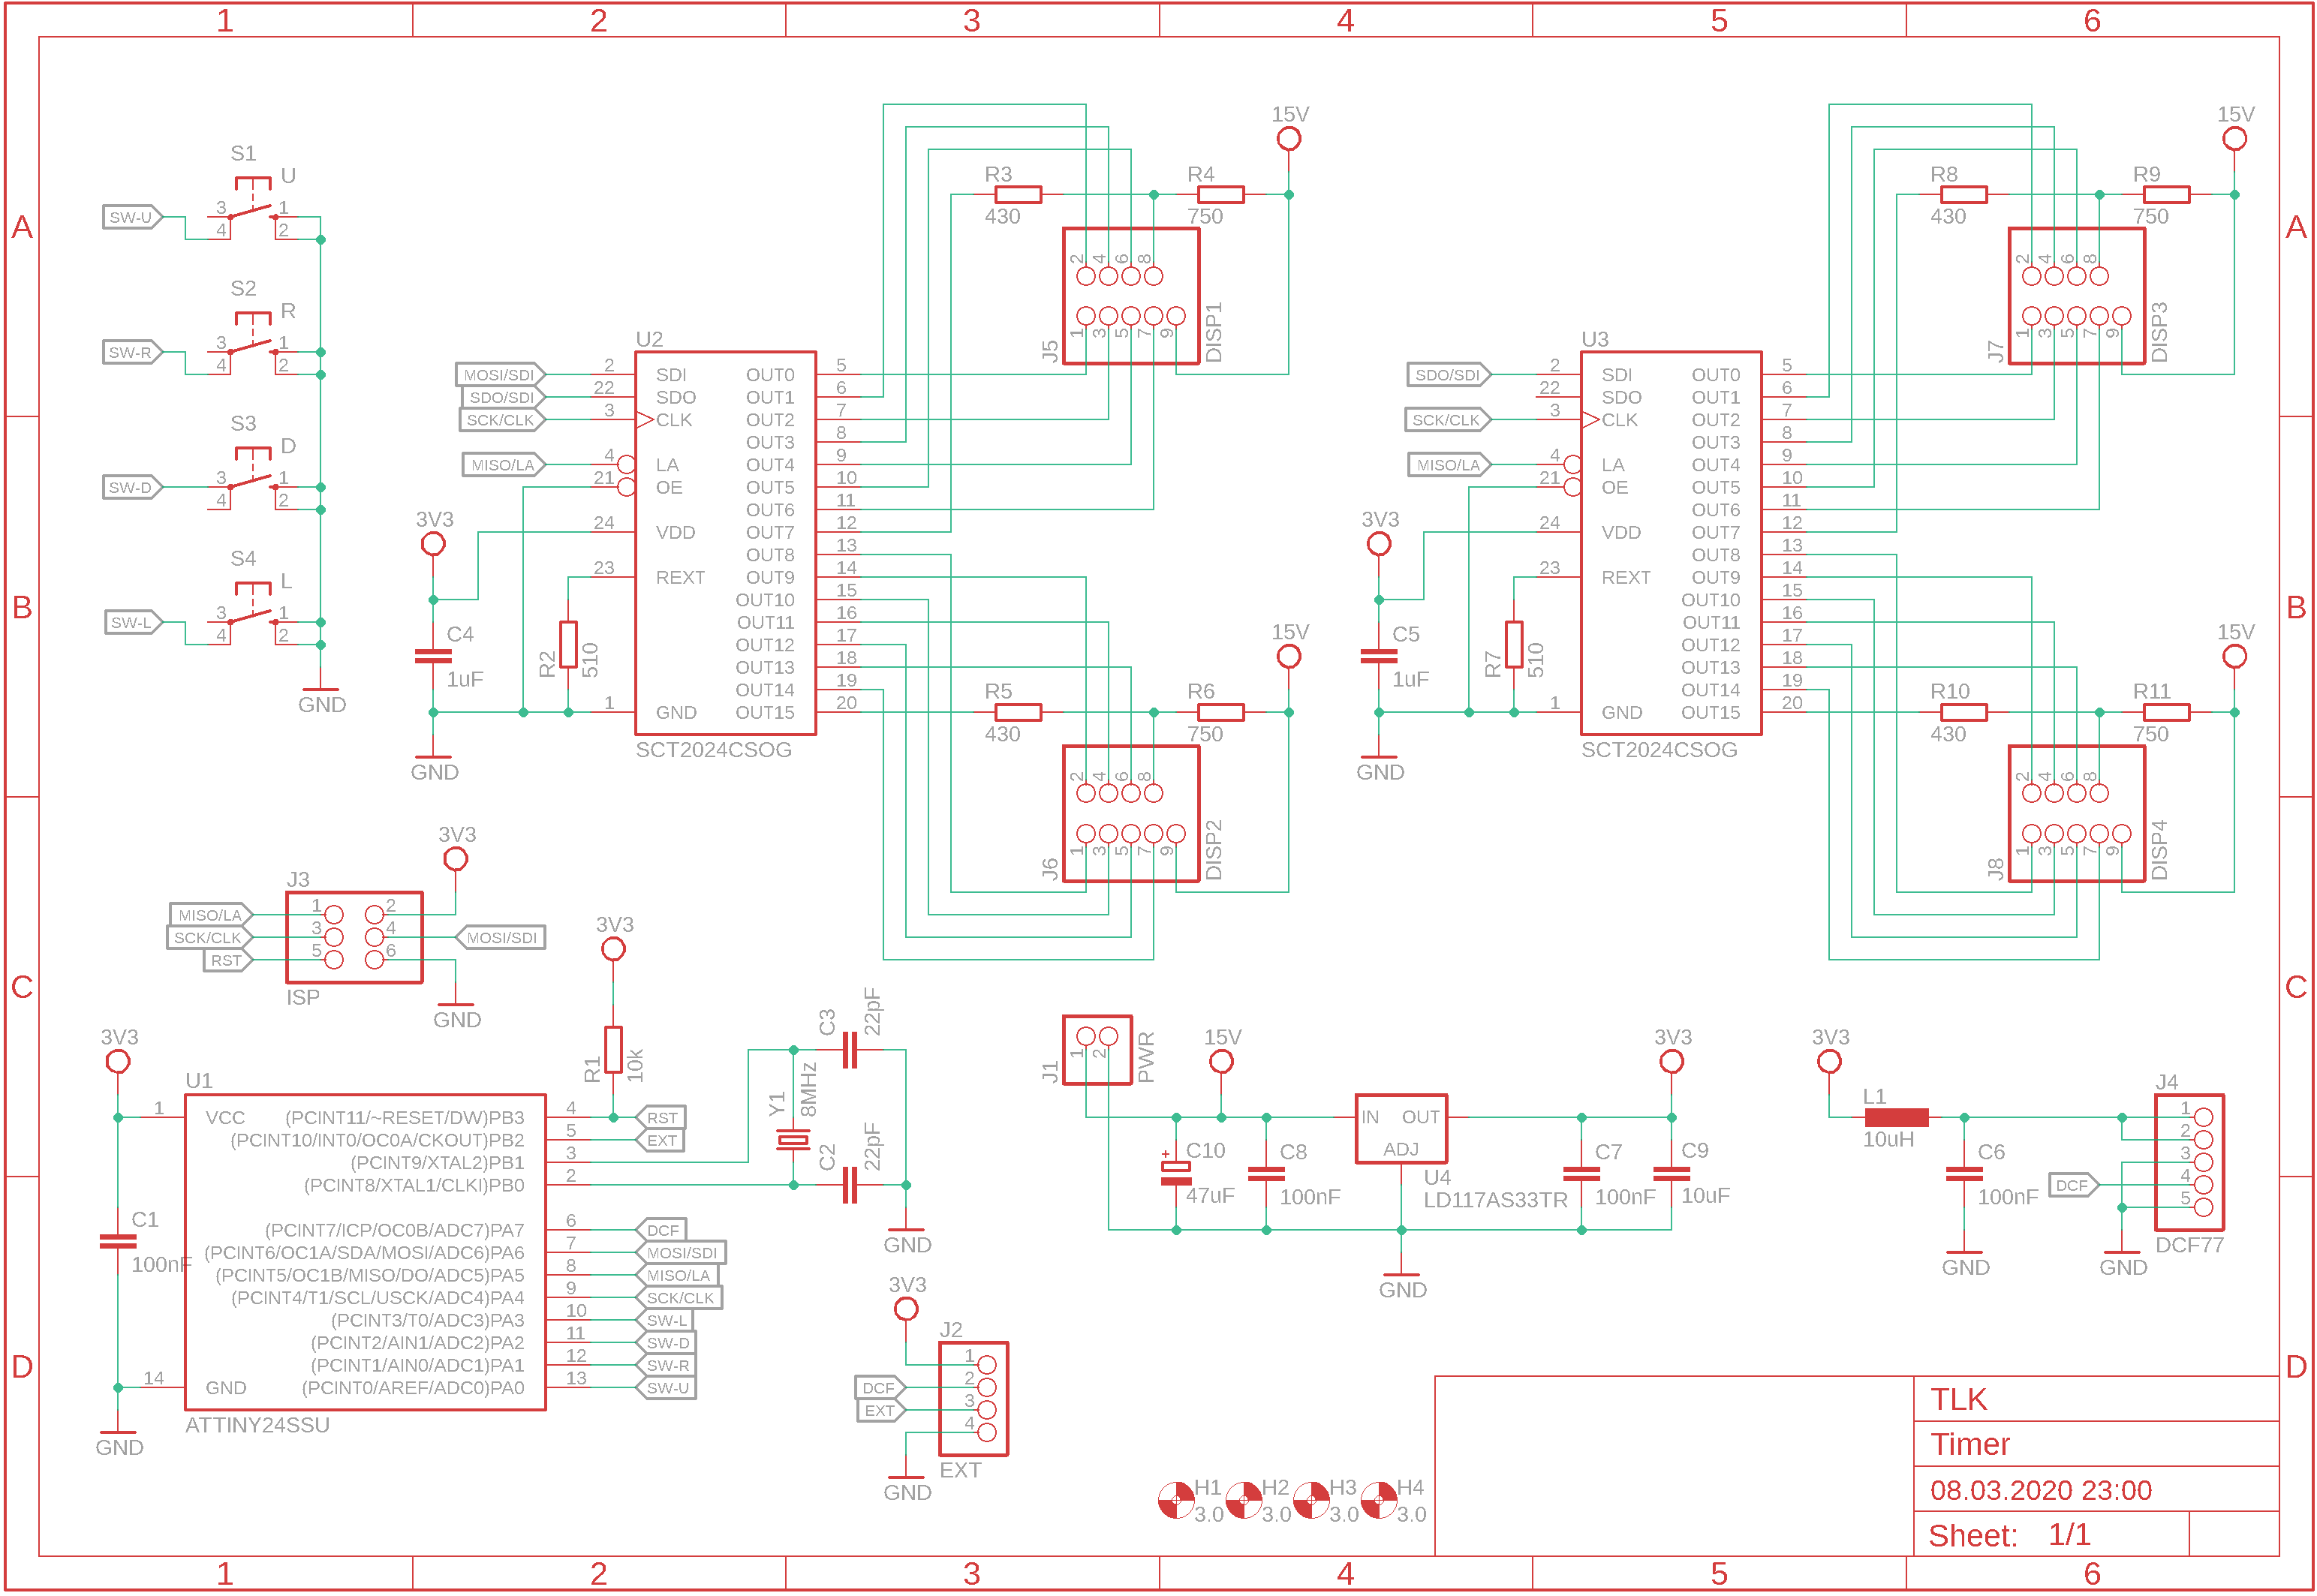 1 2 3 4 5 6
A A
B B
C C
D D
S1
U
SW-U
3 1
4 2
S2
R
SW-R
3 1
4 2
S3
D
SW-D
3 1
4 2
S4
L
SW-L
3 1
4 2
GND
U2
MOSI/SDI 2 SDI OUT0 5
SDO/SDI 22 SDO OUT1 6
SCK/CLK 3 CLK OUT2 7
OUT3 8
MISO/LA 4 LA OUT4 9
21 OE OUT5 10
OUT6 11
24 VDD OUT7 12
OUT8 13
23 REXT OUT9 14
OUT10 15
OUT11 16
OUT12 17
OUT13 18
OUT14 19
1 GND OUT15 20
SCT2024CSOG
3V3
C4
1uF
R2
510
GND
15V
R3
430
R4
750
2 4 6 8
1 3 5 7 9
J5
DISP1
15V
R5
430
R6
750
2 4 6 8
1 3 5 7 9
J6
DISP2
U3
SDO/SDI 2 SDI OUT0 5
22 SDO OUT1 6
SCK/CLK 3 CLK OUT2 7
OUT3 8
MISO/LA 4 LA OUT4 9
21 OE OUT5 10
OUT6 11
24 VDD OUT7 12
OUT8 13
23 REXT OUT9 14
OUT10 15
OUT11 16
OUT12 17
OUT13 18
OUT14 19
1 GND OUT15 20
SCT2024CSOG
3V3
C5
1uF
R7
510
GND
15V
R8
430
R9
750
2 4 6 8
1 3 5 7 9
J7
DISP3
15V
R10
430
R11
750
2 4 6 8
1 3 5 7 9
J8
DISP4
3V3
J3
MISO/LA 1 2
SCK/CLK 3 4 MOSI/SDI
RST 5 6
ISP
GND
3V3
C1
100nF
GND
U1
1 VCC (PCINT11/~RESET/DW)PB3 4 RST
(PCINT10/INT0/OC0A/CKOUT)PB2 5 EXT
(PCINT9/XTAL2)PB1 3
(PCINT8/XTAL1/CLKI)PB0 2
(PCINT7/ICP/OC0B/ADC7)PA7 6 DCF
(PCINT6/OC1A/SDA/MOSI/ADC6)PA6 7 MOSI/SDI
(PCINT5/OC1B/MISO/DO/ADC5)PA5 8 MISO/LA
(PCINT4/T1/SCL/USCK/ADC4)PA4 9 SCK/CLK
(PCINT3/T0/ADC3)PA3 10 SW-L
(PCINT2/AIN1/ADC2)PA2 11 SW-D
(PCINT1/AIN0/ADC1)PA1 12 SW-R
14 GND (PCINT0/AREF/ADC0)PA0 13 SW-U
ATTINY24SSU
3V3
R1
10k
Y1
8MHz
C3
22pF
C2
22pF
GND
3V3
J2
1
DCF 2
EXT 3
4
EXT
GND
J1
1 2
PWR
15V
C10
+
47uF
C8
100nF
IN OUT
ADJ
U4
LD117AS33TR
GND
C7
100nF
3V3
C9
10uF
3V3
L1
10uH
C6
100nF
GND
J4
1
2
3
DCF 4
5
DCF77
GND
H1 H2 H3 H4
3.0 3.0 3.0 3.0
TLK
Timer
08.03.2020 23:00
Sheet: 1/1
1 2 3 4 5 6